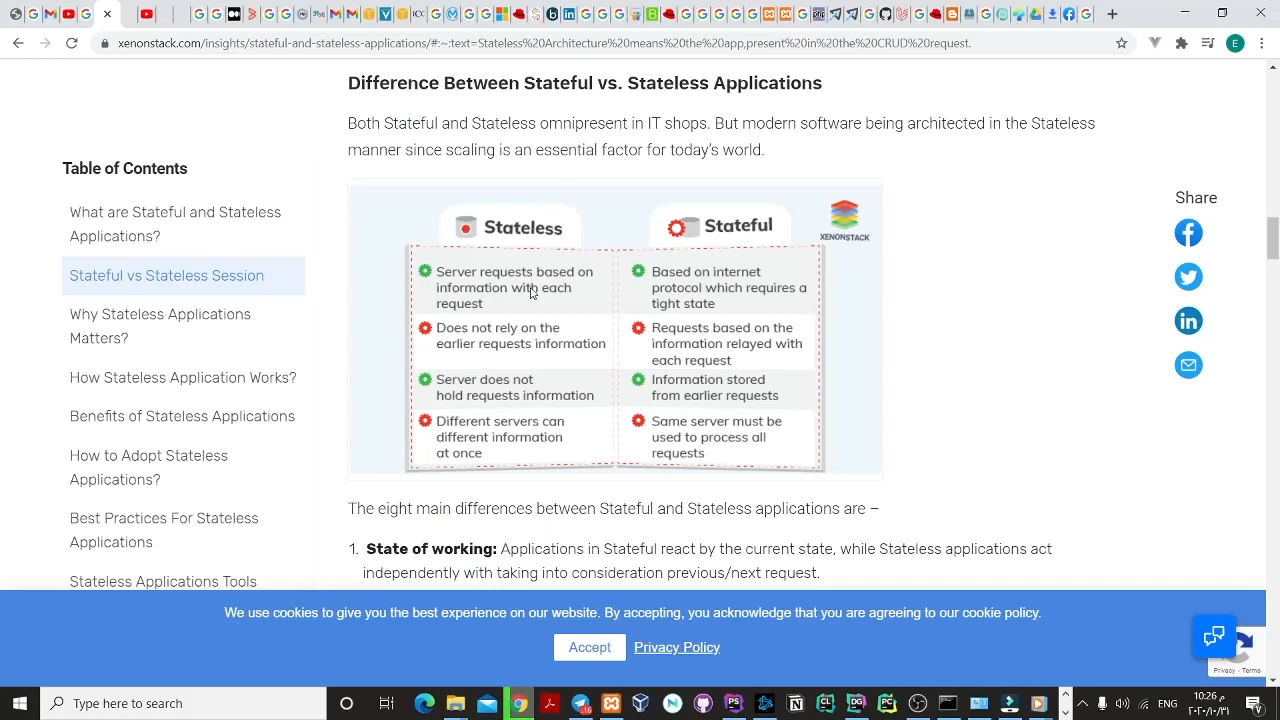 xenonstack.com/insights/stateful-and-stateless-applications/#:~:text=Stateless%20Architecture%20means%20the%20app,present%20in%20the%20CRUD%20request.
Difference Between Stateful vs. Stateless Applications
Both Stateful and Stateless omnipresent in IT shops. But modern software being architected in the Stateless
manner since scaling is an essential factor for today's world.
Table of Contents
What are Stateful and Stateless
Applications?
Stateful vs Stateless Session
Why Stateless Applications
Matters?
How Stateless Application Works?
Benefits of Stateless Applications
How to Adopt Stateless
Applications?
Best Practices For Stateless
Applications
Stateless Applications Tools
Stateless
Server requests based on
information with each
request
Does not rely on the
earlier requests information
Server does not
hold requests information
Different servers can
different information
at once
Stateful
Based on internet
protocol which requires a
tight state
Requests based on the
information relayed with
each request
Information stored
from earlier requests
Same server must be
used to process all
requests
XENONSTACK
Share
The eight main differences between Stateful and Stateless applications are –
1. State of working: Applications in Stateful react by the current state, while Stateless applications act
independently with taking into consideration previous/next request.
We use cookies to give you the best experience on our website. By accepting, you acknowledge that you are agreeing to our cookie policy.
Accept
Privacy Policy
Privacy - Terms
Type here to search
ENG